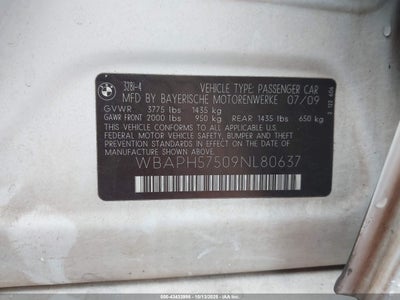 328i-4 VEHICLE TYPE: PASSENGER CAR
MFD BY BAYERISCHE MOTORENWERKE 07/09
GVWR 3775 lbs 1435 kg
GAWR FRONT 2000 lbs 950 kg REAR 1435 lbs 650 kg
THIS VEHICLE CONFORMS TO ALL APPLICABLE
FEDERAL MOTOR VEHICLE SAFETY, BUMPER AND
THEFT PREVENTION STANDARDS IN EFFECT ON THE
DATE OF MANUFACTURE SHOWN ABOVE.
WBAPH57509NL80637